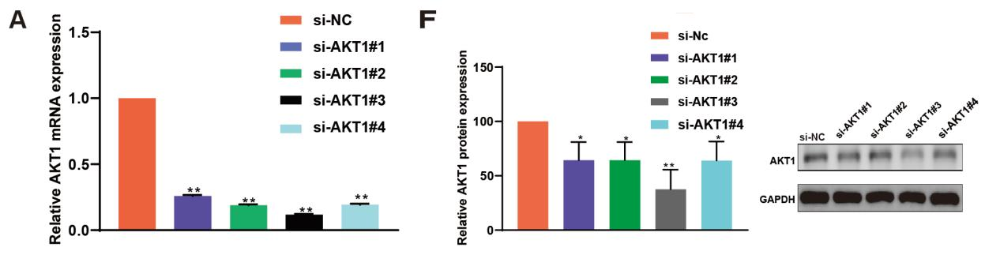 A
Relative AKT1 mRNA expression
1.5
1.0
0.5
0.0
si-NC
si-AKT1#1
si-AKT1#2
si-AKT1#3
si-AKT1#4
**
**
**
**
F
Relative AKT1 protein expression
150
100
50
0
si-Nc
si-AKT1#1
si-AKT1#2
si-AKT1#3
si-AKT1#4
*
*
**
*
si-NC
si-AKT1#1
si-AKT1#2
si-AKT1#3
si-AKT1#4
AKT1
GAPDH